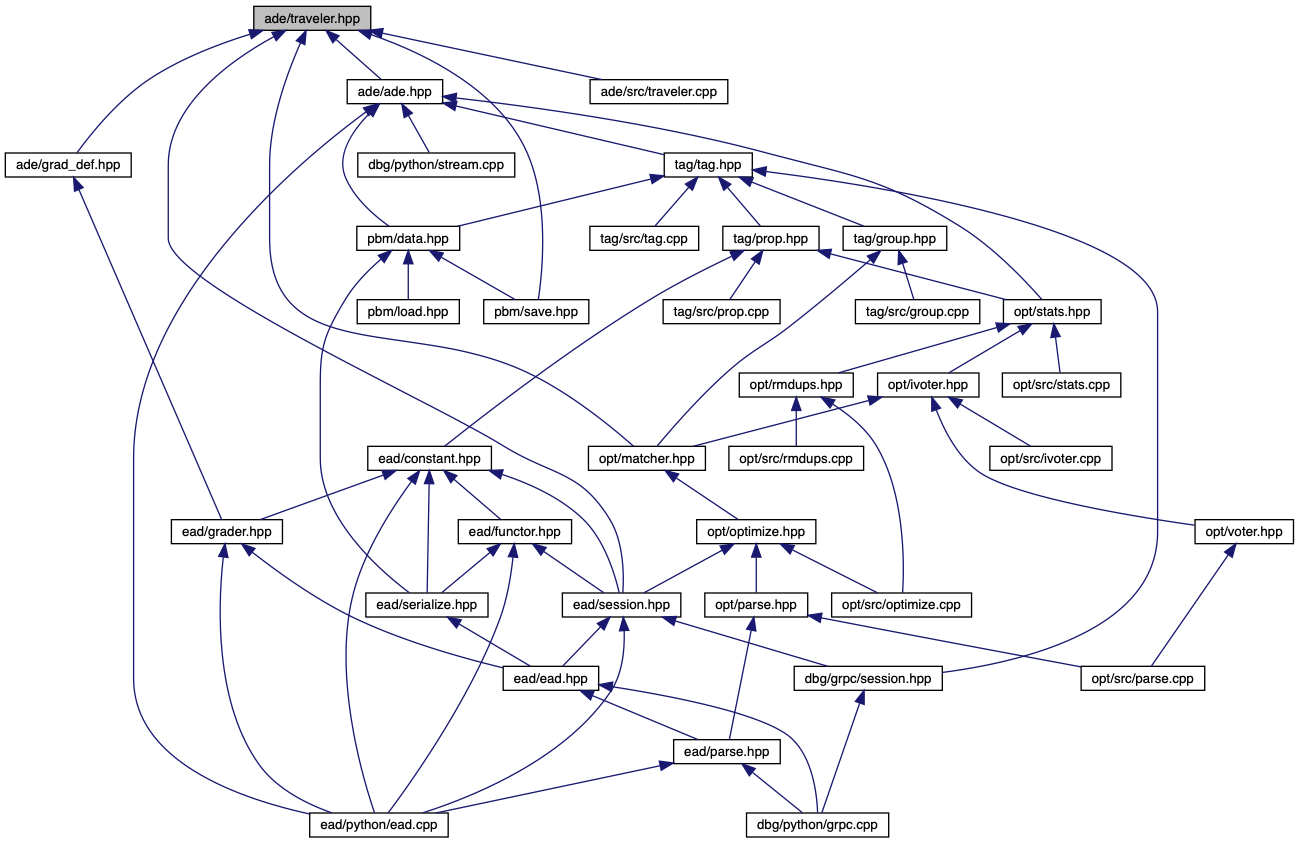 ade/traveler.hpp
ade/ade.hpp
ade/src/traveler.cpp
ade/grad_def.hpp
dbg/python/stream.cpp
tag/tag.hpp
pbm/data.hpp
tag/src/tag.cpp
tag/prop.hpp
tag/group.hpp
pbm/load.hpp
pbm/save.hpp
tag/src/prop.cpp
tag/src/group.cpp
opt/stats.hpp
opt/rmdups.hpp
opt/ivoter.hpp
opt/src/stats.cpp
ead/constant.hpp
opt/matcher.hpp
opt/src/rmdups.cpp
opt/src/ivoter.cpp
ead/grader.hpp
ead/functor.hpp
opt/optimize.hpp
opt/voter.hpp
ead/serialize.hpp
ead/session.hpp
opt/parse.hpp
opt/src/optimize.cpp
ead/ead.hpp
dbg/grpc/session.hpp
opt/src/parse.cpp
ead/parse.hpp
ead/python/ead.cpp
dbg/python/grpc.cpp